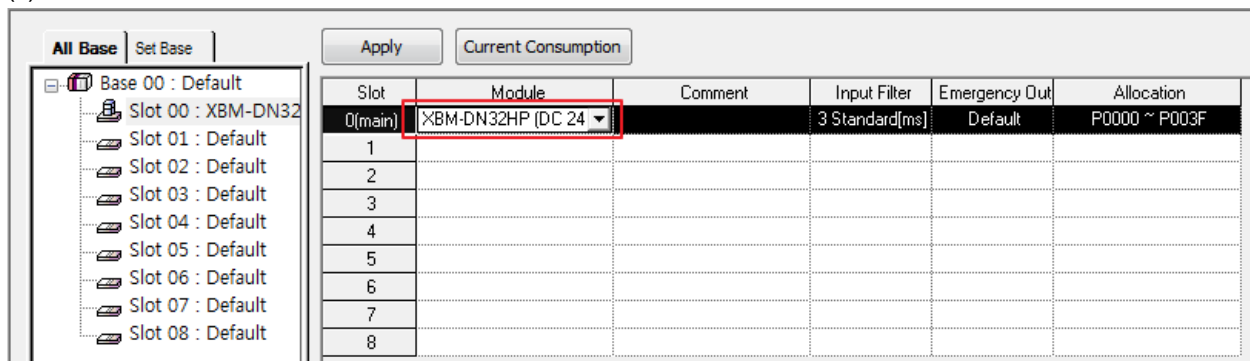 All Base Set Base Apply Current Consumption
Base 00 : Default
Slot 00 : XBM-DN32
Slot 01 : Default
Slot 02 : Default
Slot 03 : Default
Slot 04 : Default
Slot 05 : Default
Slot 06 : Default
Slot 07 : Default
Slot 08 : Default
Slot Module Comment Input Filter Emergency Out Allocation
0(main) XBM-DN32HP (DC 24 3 Standard[ms] Default P0000 ~ P003F
1
2
3
4
5
6
7
8